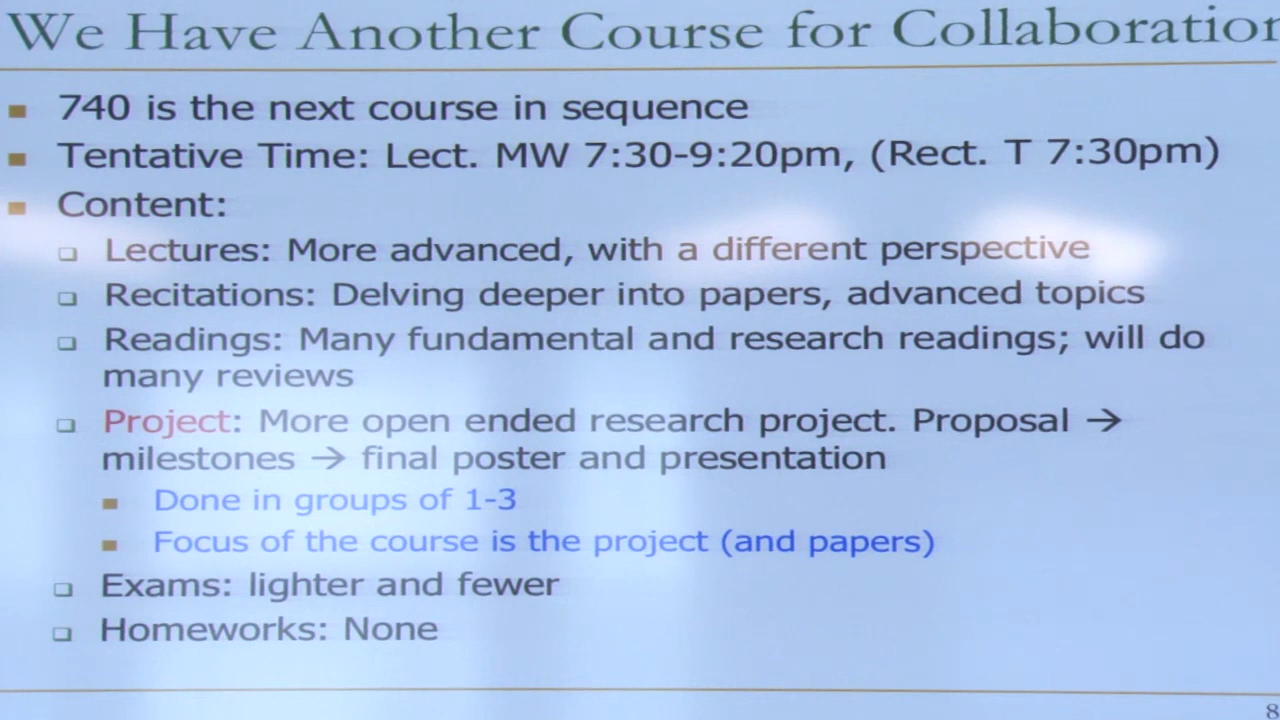 We Have Another Course for Collaboration
740 is the next course in sequence
Tentative Time: Lect. MW 7:30-9:20pm, (Rect. T 7:30pm)
Content:
Lectures: More advanced, with a different perspective
Recitations: Delving deeper into papers, advanced topics
Readings: Many fundamental and research readings; will do
many reviews
Project: More open ended research project. Proposal →
milestones → final poster and presentation
Done in groups of 1-3
Focus of the course is the project (and papers)
Exams: lighter and fewer
Homeworks: None
8